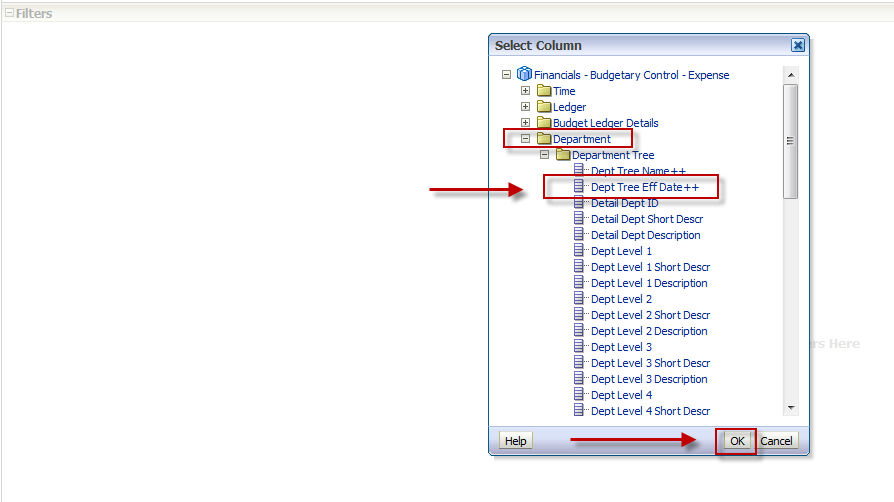 Filters
Select Column
Financials - Budgetary Control - Expense
Time
Ledger
Budget Ledger Details
Department
Department Tree
Dept Tree Name++
Dept Tree Eff Date++
Detail Dept ID
Detail Dept Short Descr
Detail Dept Description
Dept Level 1
Dept Level 1 Short Descr
Dept Level 1 Description
Dept Level 2
Dept Level 2 Short Descr
Dept Level 2 Description
Dept Level 3
ers Here
Dept Level 3 Short Descr
Dept Level 3 Description
Dept Level 4
Dept Level 4 Short Descr
Help OK Cancel